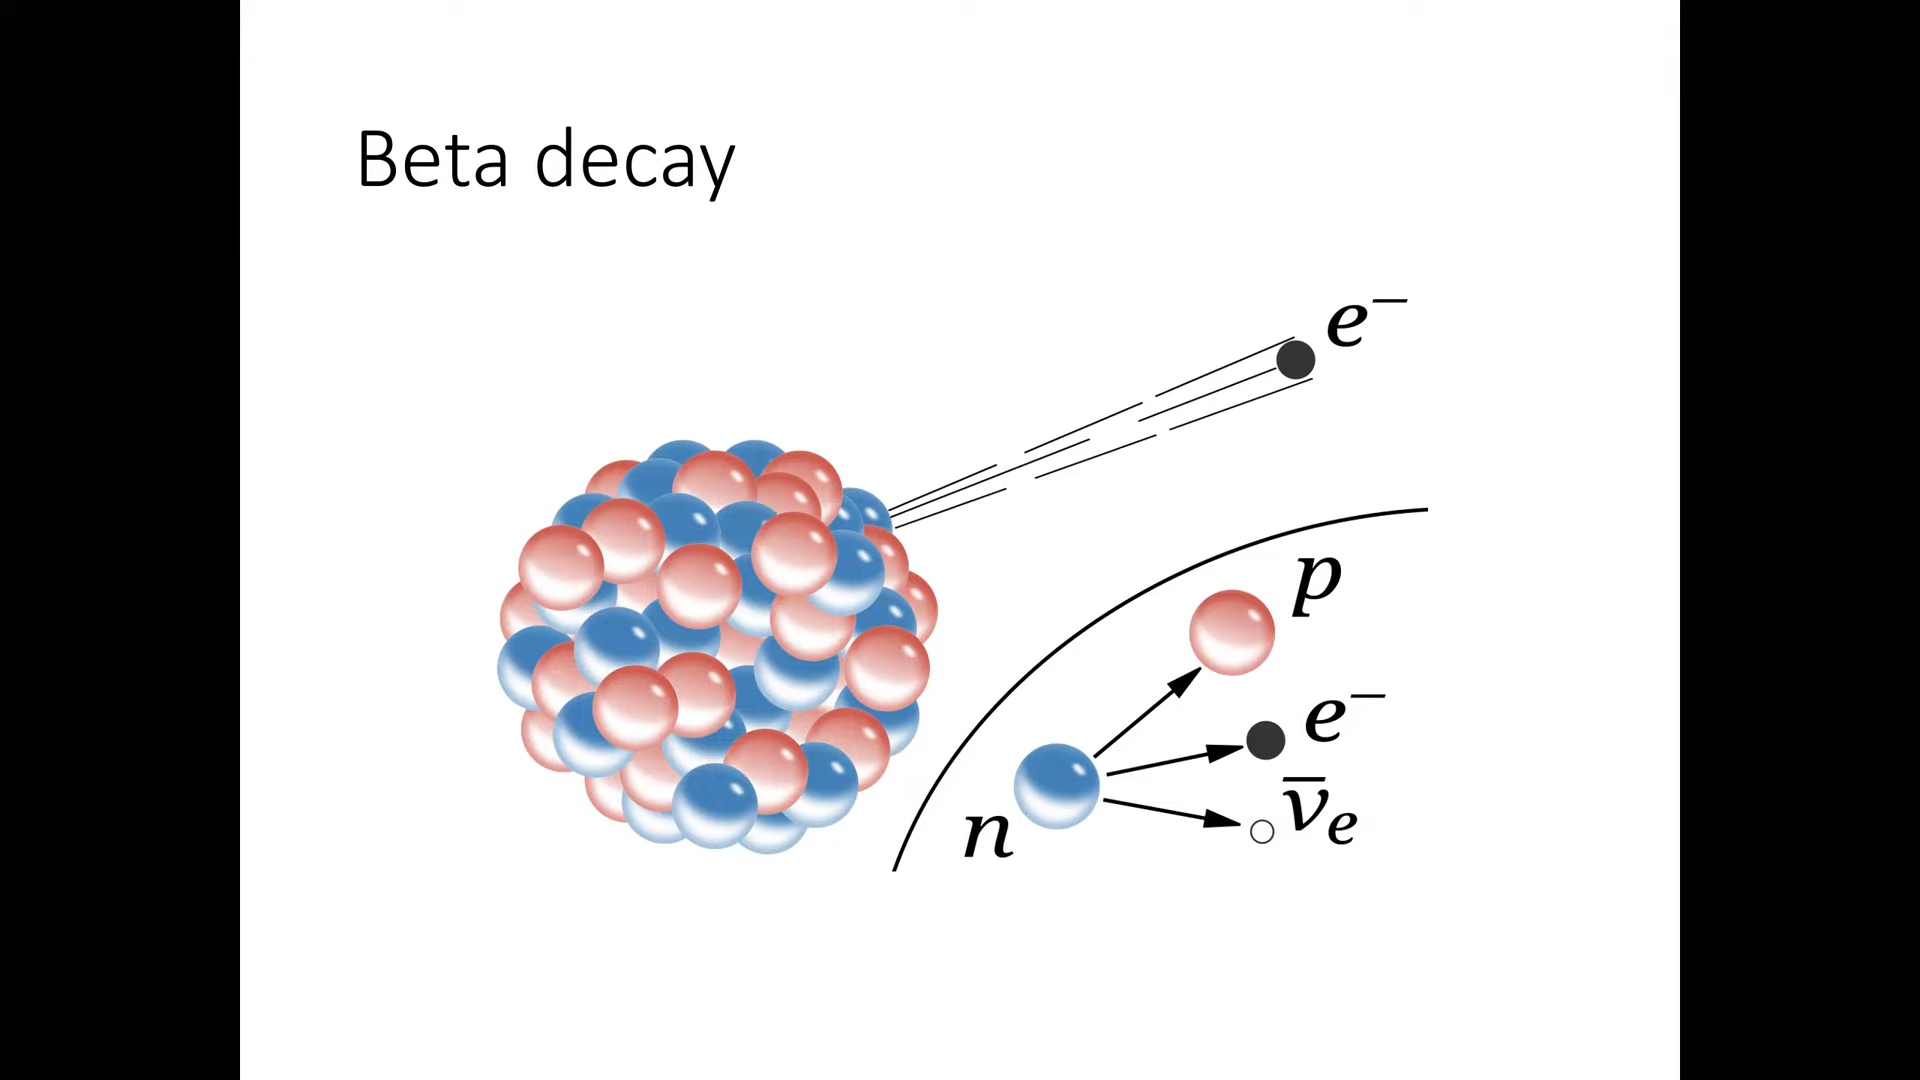 Beta decay
e⁻
p
e⁻
n
v̅ₑ